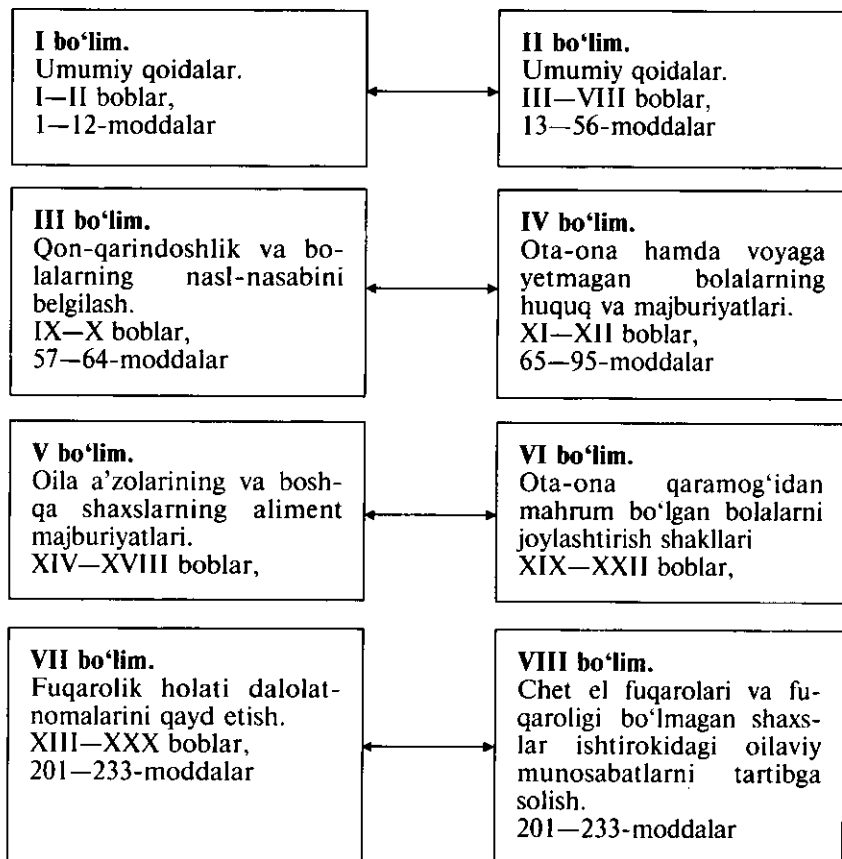 I bo‘lim.
Umumiy qoidalar.
I—II boblar,
1—12-moddalar
II bo‘lim.
Umumiy qoidalar.
III—VIII boblar,
13—56-moddalar
III bo‘lim.
Qon-qarindoshlik va bo-
lalarning nasl-nasabini
belgilash.
IX—X boblar,
57—64-moddalar
IV bo‘lim.
Ota-ona hamda voyaga
yetmagan bolalarning
huquq va majburiyatlari.
XI—XII boblar,
65—95-moddalar
V bo‘lim.
Oila a’zolarining va bosh-
qa shaxslarning aliment
majburiyatlari.
XIV—XVIII boblar,
VI bo‘lim.
Ota-ona qaramog‘idan
mahrum bo‘lgan bolalarni
joylashtirish shakllari
XIX—XXII boblar,
VII bo‘lim.
Fuqarolik holati dalolat-
nomalarini qayd etish.
XIII—XXX boblar,
201—233-moddalar
VIII bo‘lim.
Chet el fuqarolari va fu-
qaroligi bo‘lmagan shaxs-
lar ishtirokidagi oilaviy
munosabatlarni tartibga
solish.
201—233-moddalar